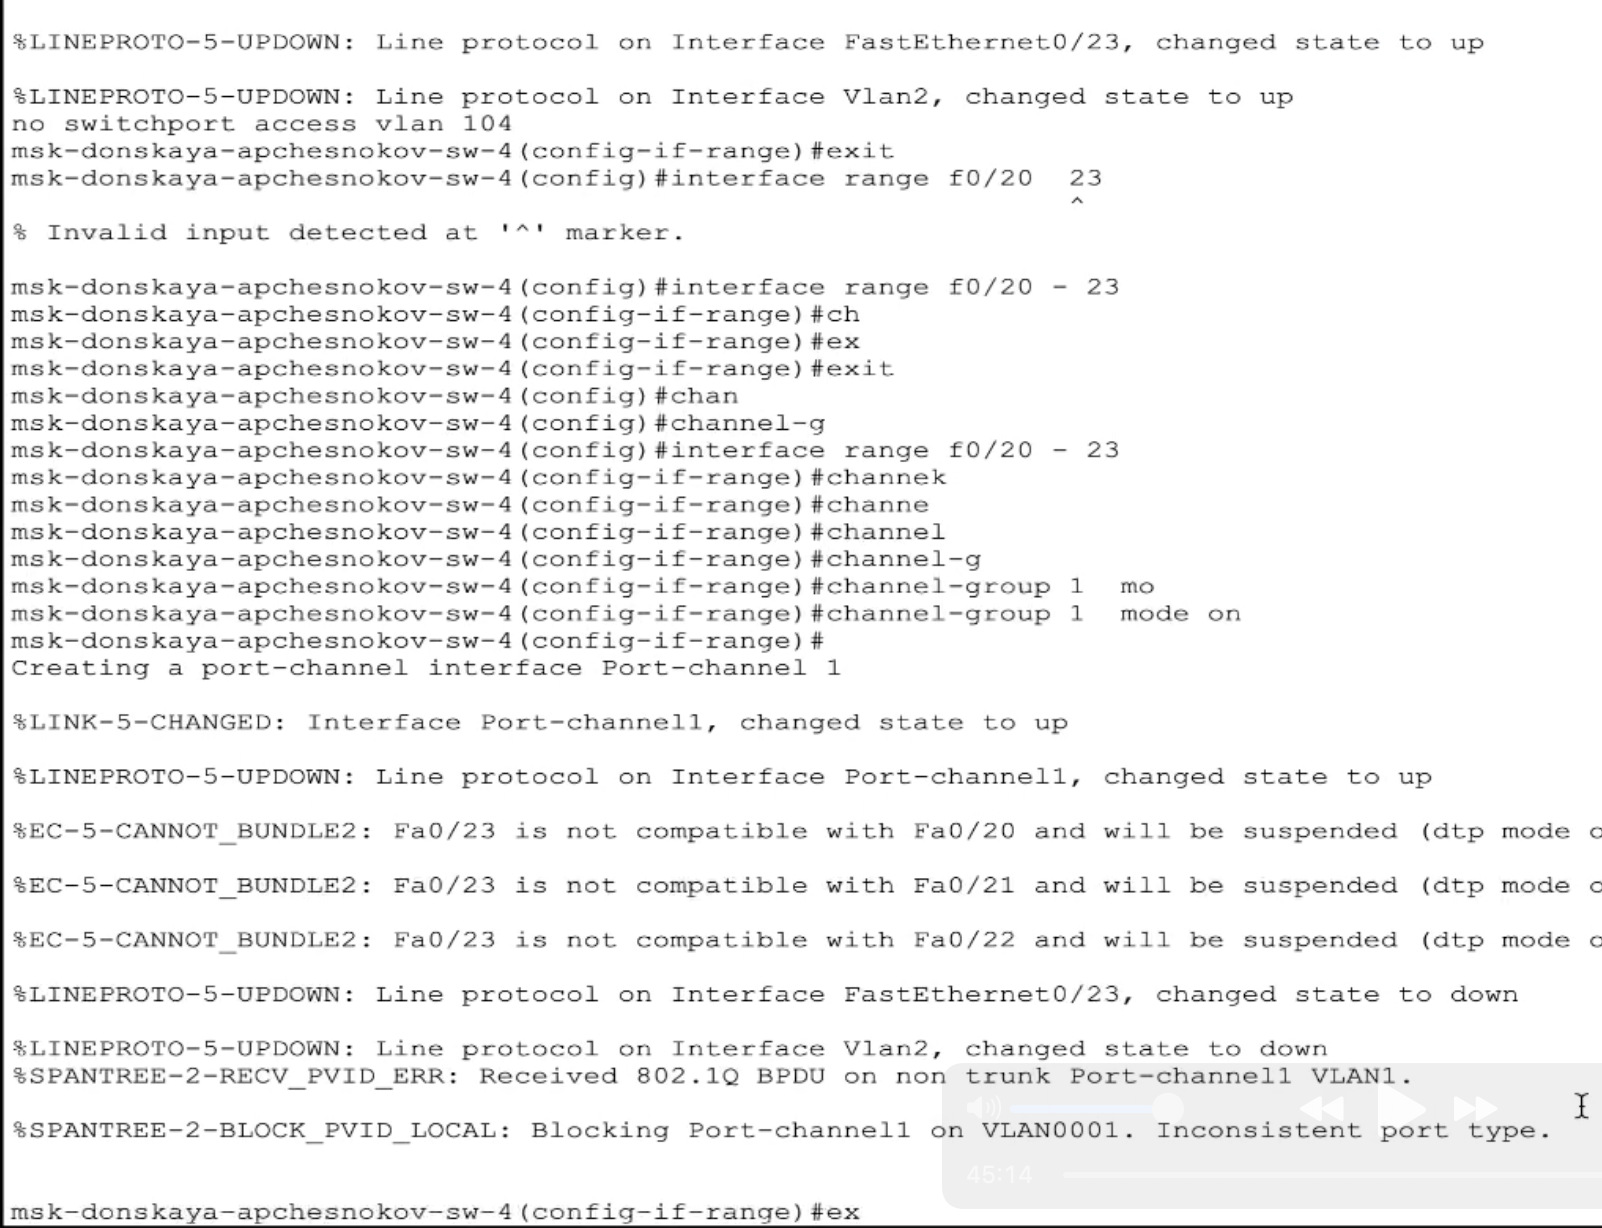 %LINEPROTO-5-UPDOWN: Line protocol on Interface FastEthernet0/23, changed state to up
%LINEPROTO-5-UPDOWN: Line protocol on Interface Vlan2, changed state to up
no switchport access vlan 104
msk-donskaya-apchesnokov-sw-4(config-if-range)#exit
msk-donskaya-apchesnokov-sw-4(config)#interface range f0/20  23
^
% Invalid input detected at '^' marker.
msk-donskaya-apchesnokov-sw-4(config)#interface range f0/20 - 23
msk-donskaya-apchesnokov-sw-4(config-if-range)#ch
msk-donskaya-apchesnokov-sw-4(config-if-range)#ex
msk-donskaya-apchesnokov-sw-4(config-if-range)#exit
msk-donskaya-apchesnokov-sw-4(config)#chan
msk-donskaya-apchesnokov-sw-4(config)#channel-g
msk-donskaya-apchesnokov-sw-4(config)#interface range f0/20 - 23
msk-donskaya-apchesnokov-sw-4(config-if-range)#channek
msk-donskaya-apchesnokov-sw-4(config-if-range)#channe
msk-donskaya-apchesnokov-sw-4(config-if-range)#channel
msk-donskaya-apchesnokov-sw-4(config-if-range)#channel-g
msk-donskaya-apchesnokov-sw-4(config-if-range)#channel-group 1  mo
msk-donskaya-apchesnokov-sw-4(config-if-range)#channel-group 1  mode on
msk-donskaya-apchesnokov-sw-4(config-if-range)#
Creating a port-channel interface Port-channel 1
%LINK-5-CHANGED: Interface Port-channel1, changed state to up
%LINEPROTO-5-UPDOWN: Line protocol on Interface Port-channel1, changed state to up
%EC-5-CANNOT_BUNDLE2: Fa0/23 is not compatible with Fa0/20 and will be suspended (dtp mode o
%EC-5-CANNOT_BUNDLE2: Fa0/23 is not compatible with Fa0/21 and will be suspended (dtp mode o
%EC-5-CANNOT_BUNDLE2: Fa0/23 is not compatible with Fa0/22 and will be suspended (dtp mode o
%LINEPROTO-5-UPDOWN: Line protocol on Interface FastEthernet0/23, changed state to down
%LINEPROTO-5-UPDOWN: Line protocol on Interface Vlan2, changed state to down
%SPANTREE-2-RECV_PVID_ERR: Received 802.1Q BPDU on non trunk Port-channel1 VLAN1.
%SPANTREE-2-BLOCK_PVID_LOCAL: Blocking Port-channel1 on VLAN0001. Inconsistent port type.
45:14
msk-donskaya-apchesnokov-sw-4(config-if-range)#ex